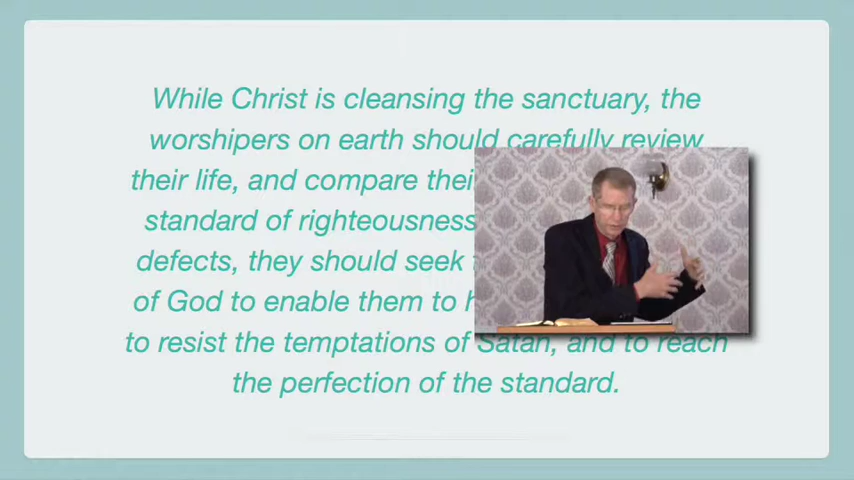 While Christ is cleansing the sanctuary, the
worshipers on earth should carefully review
their life, and compare their
standard of righteousness
defects, they should seek
of God to enable them to
to resist the temptations of Satan, and to reach
the perfection of the standard.